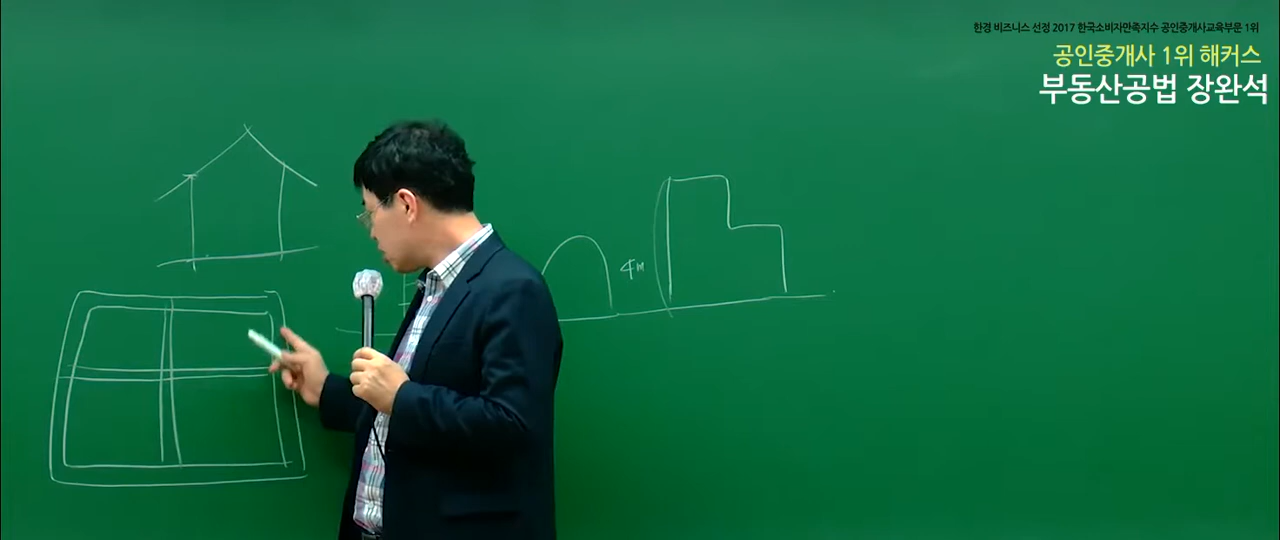 한경 비즈니스 선정 2017 한국소비자만족지수 공인중개사교육부문 1위
공인중개사 1위 해커스
부동산공법 장완석
4m